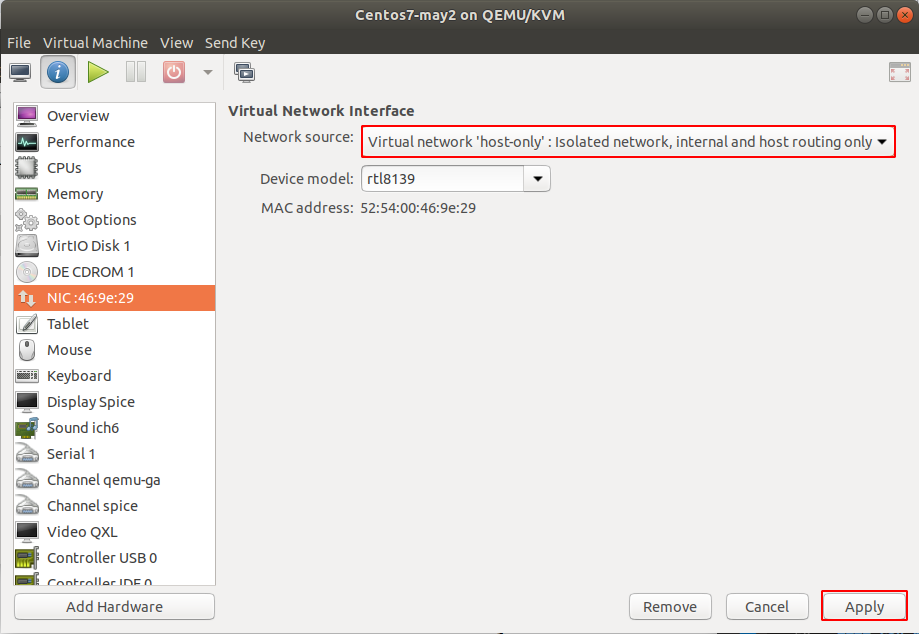 Centos7-may2 on QEMU/KVM
File Virtual Machine View Send Key
Overview
Performance
CPUs
Memory
Boot Options
VirtIO Disk 1
IDE CDROM 1
NIC :46:9e:29
Tablet
Mouse
Keyboard
Display Spice
Sound ich6
Serial 1
Channel qemu-ga
Channel spice
Video QXL
Controller USB 0
Controller IDE 0
Add Hardware
Virtual Network Interface
Network source: Virtual network 'host-only' : Isolated network, internal and host routing only
Device model: rtl8139
MAC address: 52:54:00:46:9e:29
Remove Cancel Apply